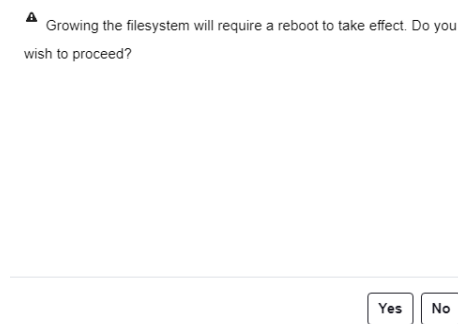 Growing the filesystem will require a reboot to take effect. Do you
wish to proceed?
Yes No